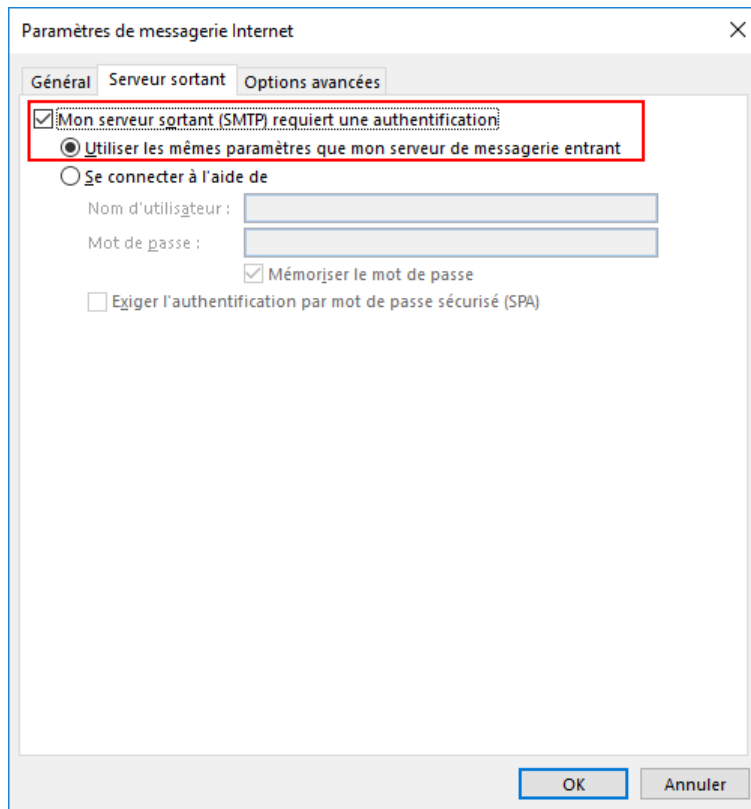 Paramètres de messagerie Internet
Général Serveur sortant Options avancées
Mon serveur sortant (SMTP) requiert une authentification
Utiliser les mêmes paramètres que mon serveur de messagerie entrant
Se connecter à l'aide de
Nom d'utilisateur :
Mot de passe :
Mémoriser le mot de passe
Exiger l'authentification par mot de passe sécurisé (SPA)
OK Annuler